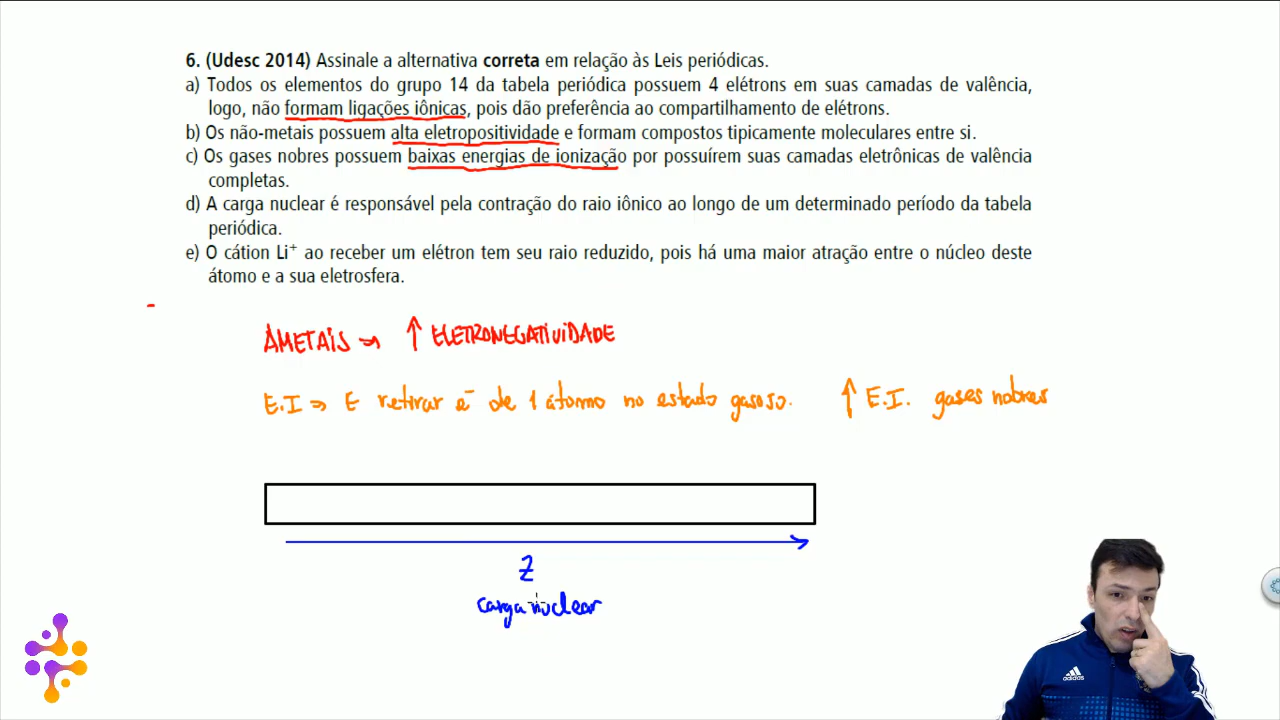 6. (Udesc 2014) Assinale a alternativa correta em relação às Leis periódicas.
a) Todos os elementos do grupo 14 da tabela periódica possuem 4 elétrons em suas camadas de valência,
logo, não formam ligações iônicas, pois dão preferência ao compartilhamento de elétrons.
b) Os não-metais possuem alta eletropositividade e formam compostos tipicamente moleculares entre si.
c) Os gases nobres possuem baixas energias de ionização por possuírem suas camadas eletrônicas de valência
completas.
d) A carga nuclear é responsável pela contração do raio iônico ao longo de um determinado período da tabela
periódica.
e) O cátion Li⁺ ao receber um elétron tem seu raio reduzido, pois há uma maior atração entre o núcleo deste
átomo e a sua eletrosfera.
AMETAIS → ↑ ELETRONEGATIVIDADE
E.I ⇒ E retirar ē de 1 átomo no estado gasoso. ↑ E.I. gases nobres
Z
carga nuclear
adidas